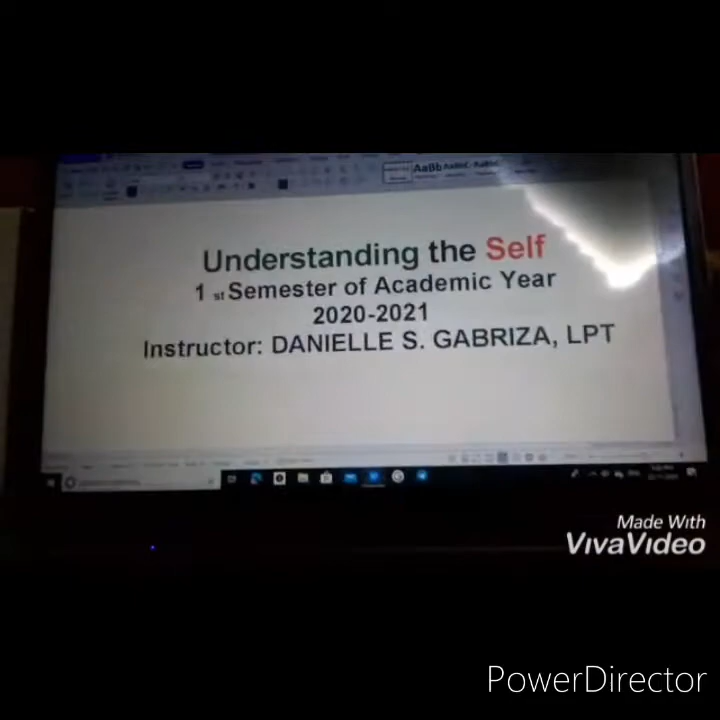 AaBb
Understanding the Self
1 st Semester of Academic Year
2020-2021
Instructor: DANIELLE S. GABRIZA, LPT
Made With
VivaVideo
PowerDirector